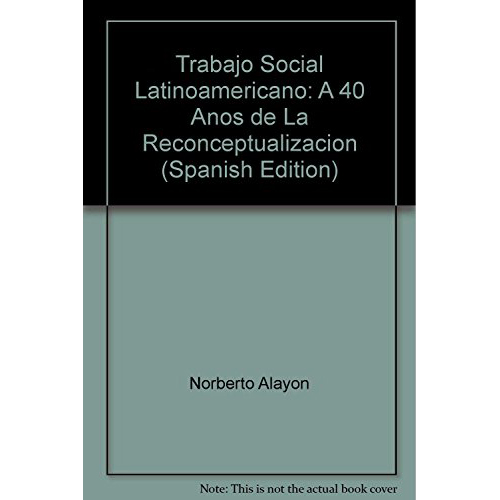 Trabajo Social
Latinoamericano: A 40
Anos de La
Reconceptualizacion
(Spanish Edition)
Norberto Alayon
Note: This is not the actual book cover